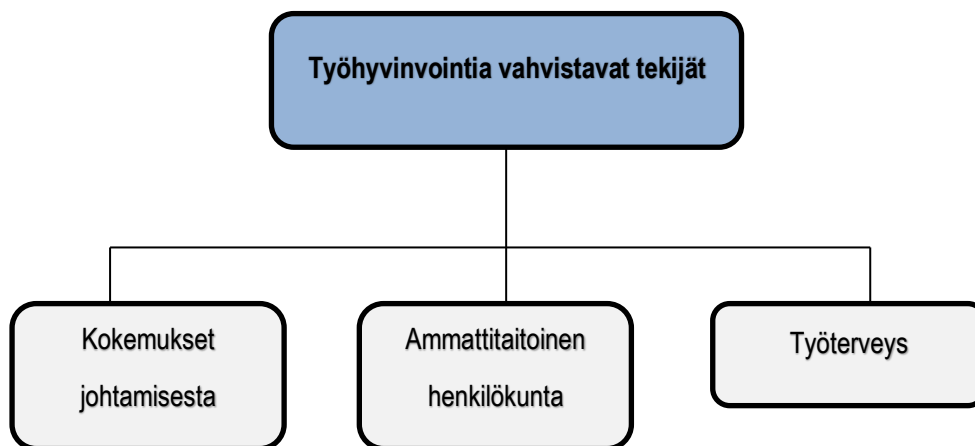 Työhyvinvointia vahvistavat tekijät
Kokemukset
johtamisesta
Ammattitaitoinen
henkilökunta
Työterveys